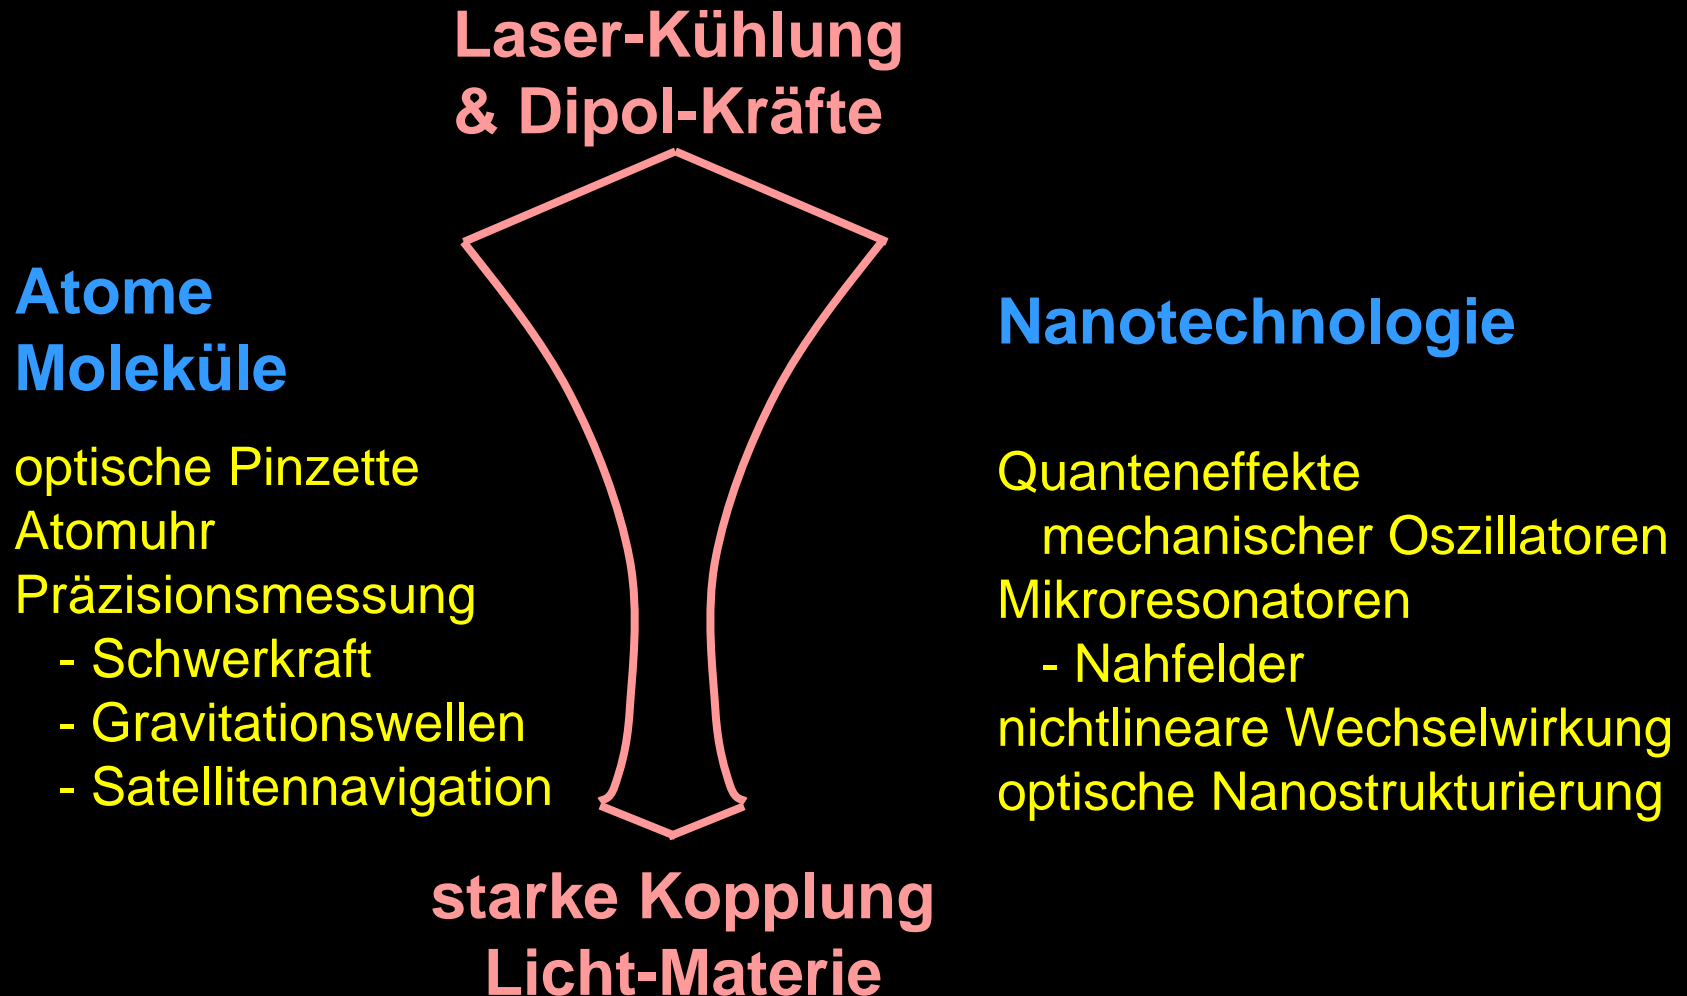 Laser-Kühlung
& Dipol-Kräfte
Atome
Moleküle
optische Pinzette
Atomuhr
Präzisionsmessung
- Schwerkraft
- Gravitationswellen
- Satellitennavigation
Nanotechnologie
Quanteneffekte
mechanischer Oszillatoren
Mikroresonatoren
- Nahfelder
nichtlineare Wechselwirkung
optische Nanostrukturierung
starke Kopplung
Licht-Materie